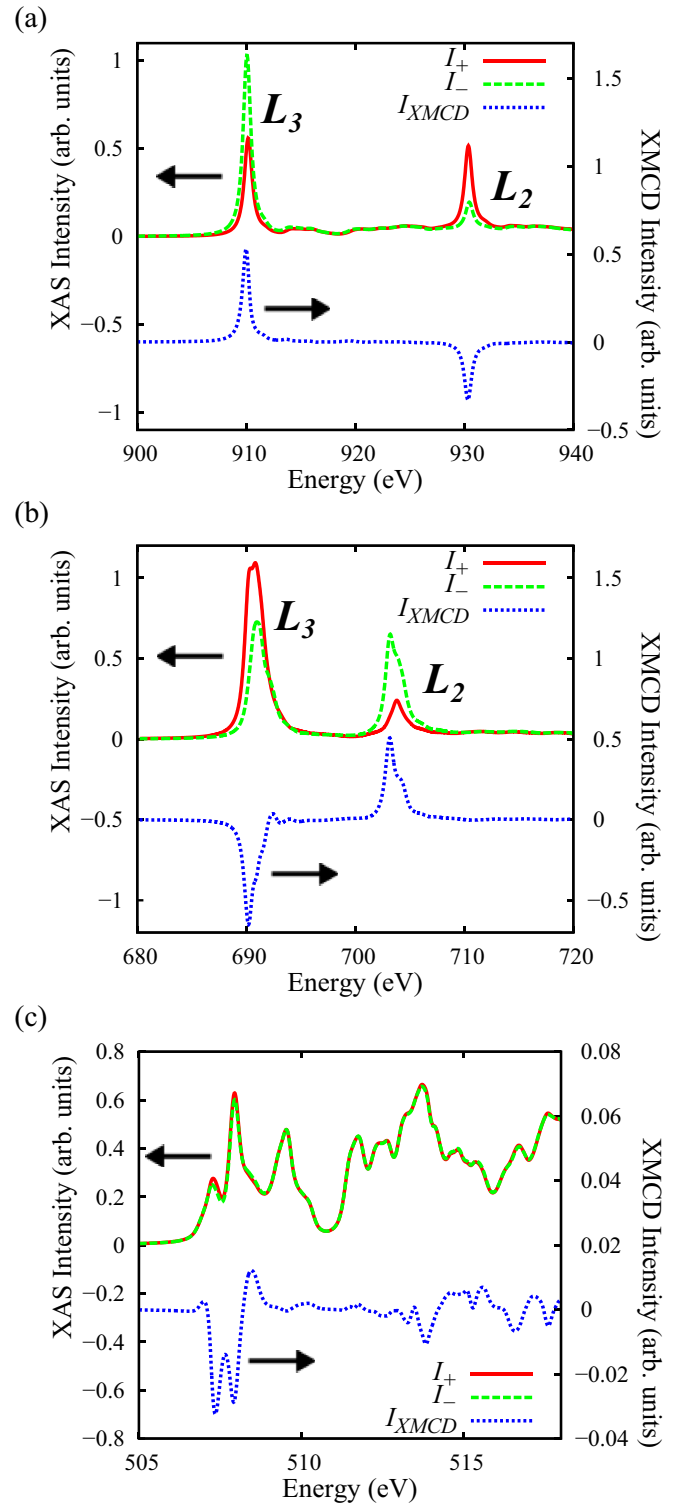 (a)
XAS Intensity (arb. units)
1
0.5
0
−0.5
−1
L3
L2
I+
I−
IXMCD
1.5
1
0.5
0
−0.5
XMCD Intensity (arb. units)
900 910 920 930 940
Energy (eV)
(b)
XAS Intensity (arb. units)
1
0.5
0
−0.5
−1
L3
L2
I+
I−
IXMCD
1.5
1
0.5
0
−0.5
XMCD Intensity (arb. units)
680 690 700 710 720
Energy (eV)
(c)
XAS Intensity (arb. units)
0.8
0.6
0.4
0.2
0
−0.2
−0.4
−0.6
−0.8
0.08
0.06
0.04
0.02
0
−0.02
−0.04
XMCD Intensity (arb. units)
I+
I−
IXMCD
505 510 515
Energy (eV)